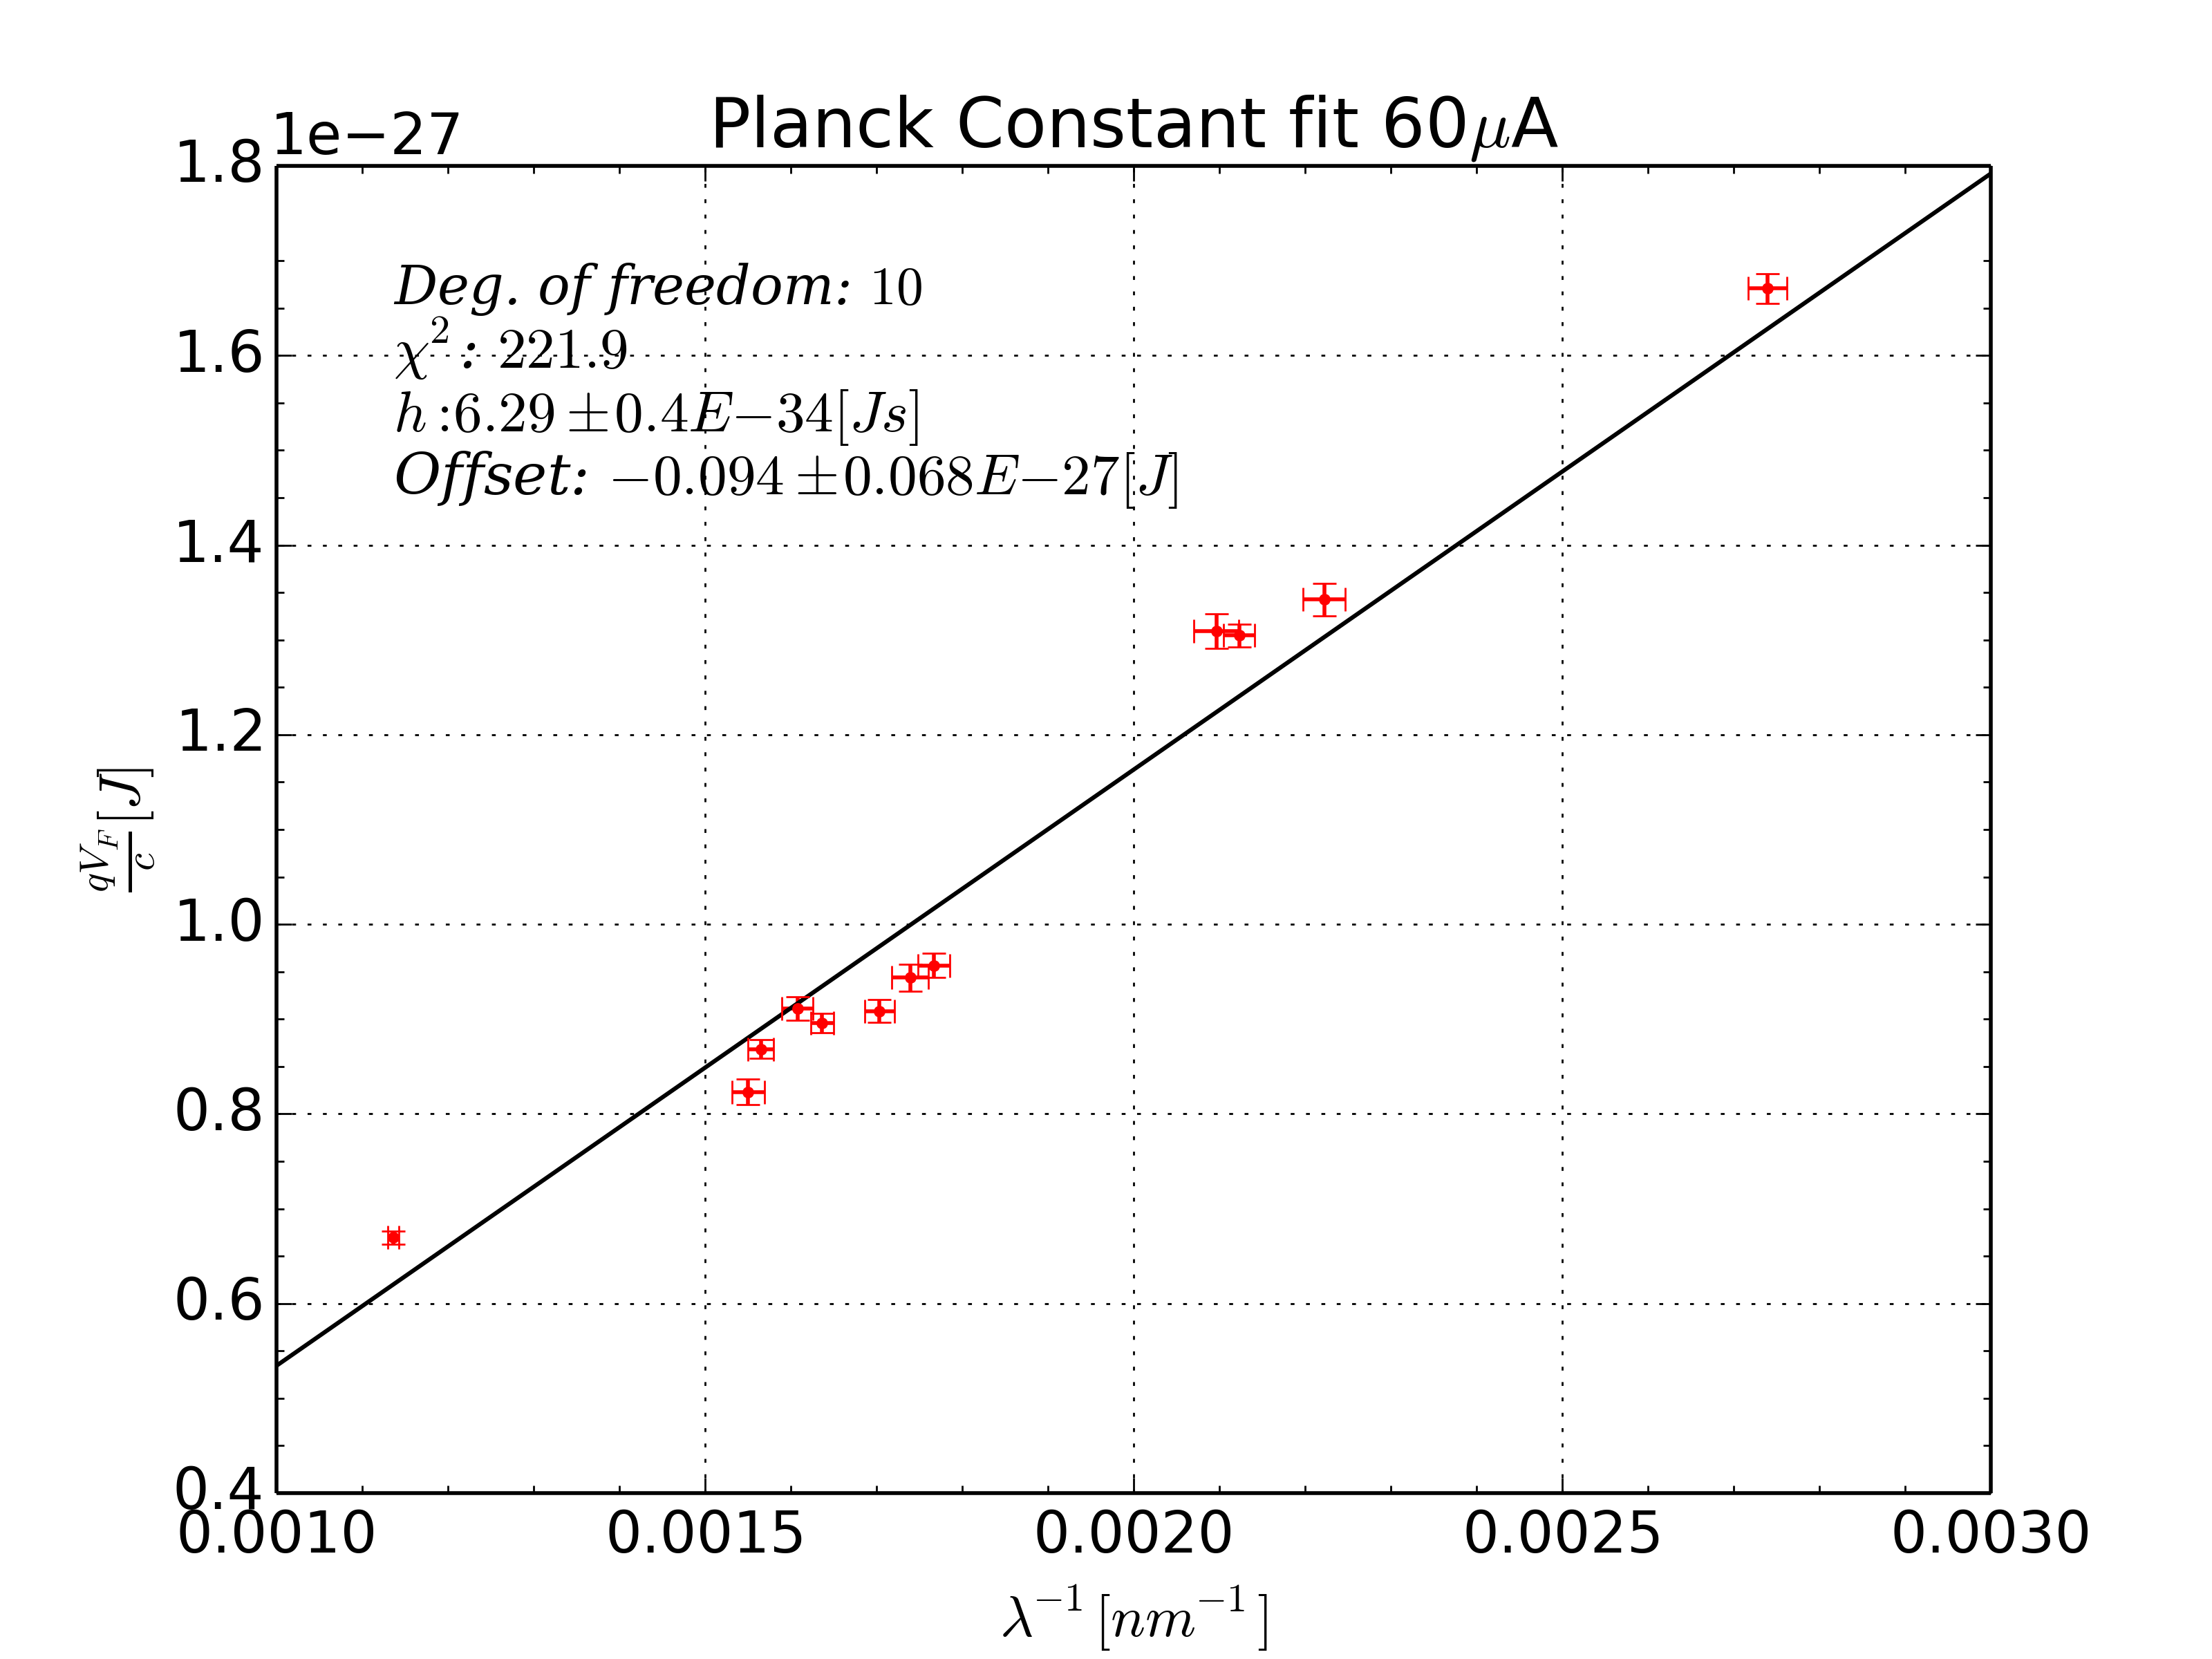 Planck Constant fit 60μA
1e−27
1.8
1.6
1.4
1.2
1.0
0.8
0.6
0.4
Deg. of freedom: 10
χ²: 221.9
h:6.29±0.4E−34[Js]
Offset: −0.094±0.068E−27[J]
qV_F/c [J]
0.0010 0.0015 0.0020 0.0025 0.0030
λ⁻¹[nm⁻¹]